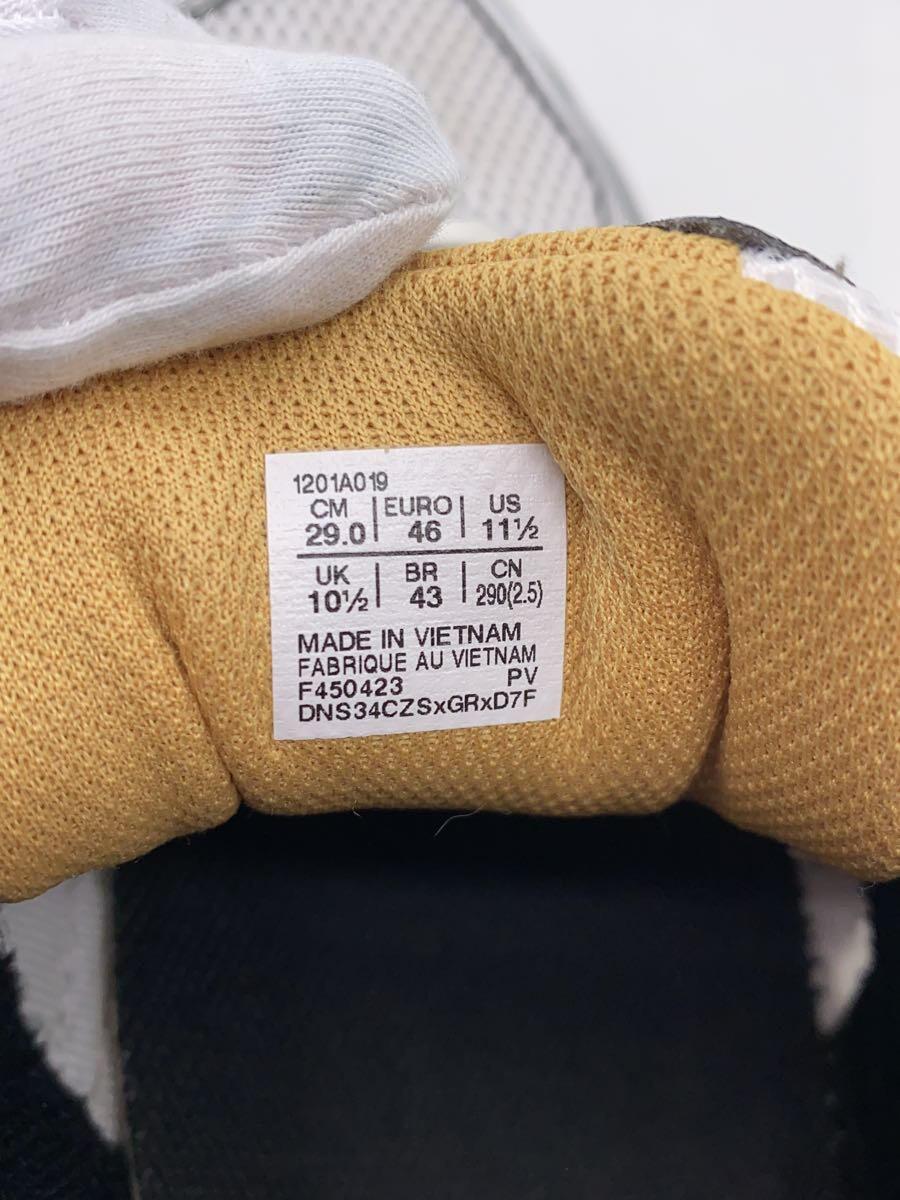 1201A019
CM | EURO | US
29.0 | 46 | 11½
UK | BR | CN
10½ | 43 | 290(2.5)
MADE IN VIETNAM
FABRIQUE AU VIETNAM
F450423 PV
DNS34CZSxGRxD7F